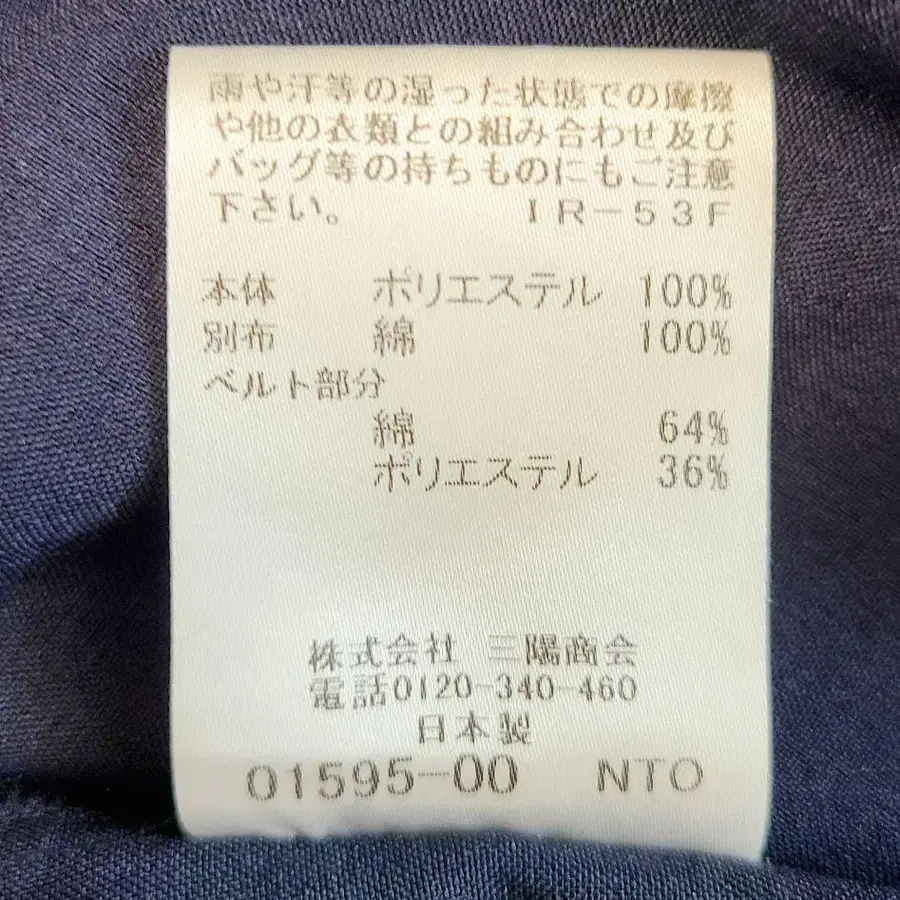 雨や汗等の湿った状態での摩擦
や他の衣類との組み合わせ及び
バッグ等の持ちものにもご注意
下さい。 IR-53F
本体 ポリエステル 100%
別布 綿 100%
ベルト部分
綿 64%
ポリエステル 36%
株式会社 三陽商会
電話0120-340-460
日本製
01595-00 NTO